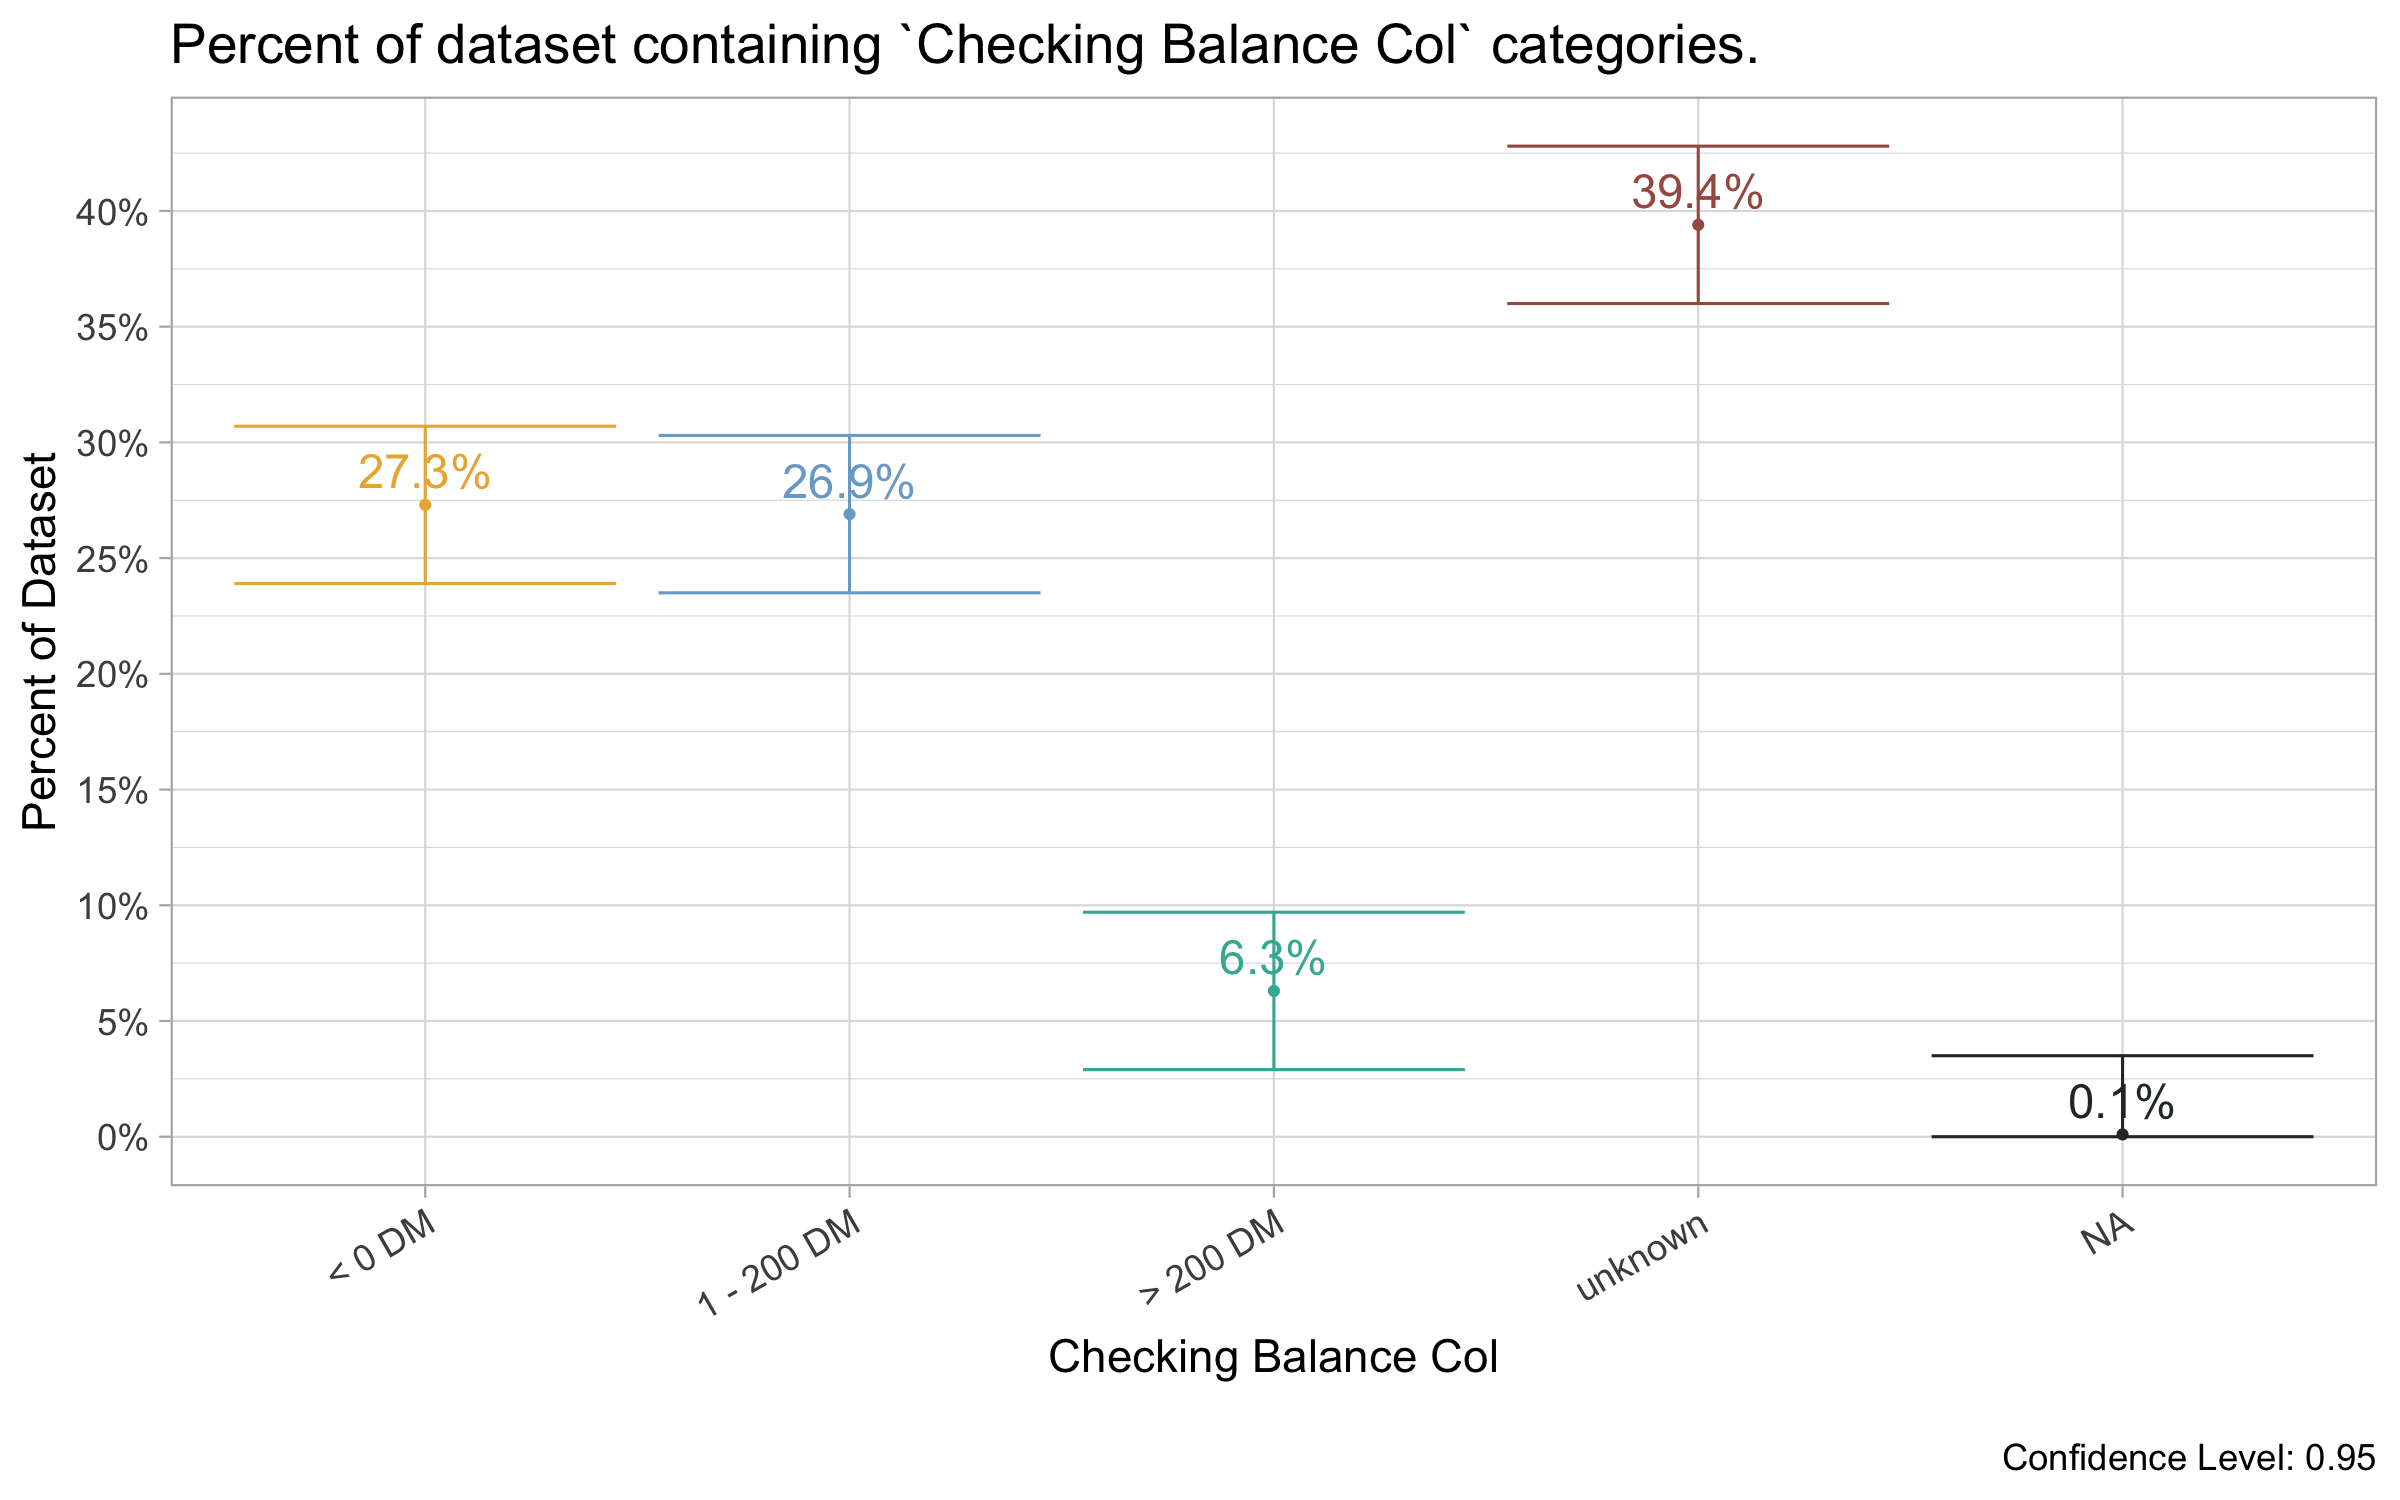 Percent of dataset containing `Checking Balance Col` categories.
Percent of Dataset
40%
35%
30%
25%
20%
15%
10%
5%
0%
27.3%
26.9%
6.3%
39.4%
0.1%
< 0 DM
1 - 200 DM
> 200 DM
unknown
NA
Checking Balance Col
Confidence Level: 0.95